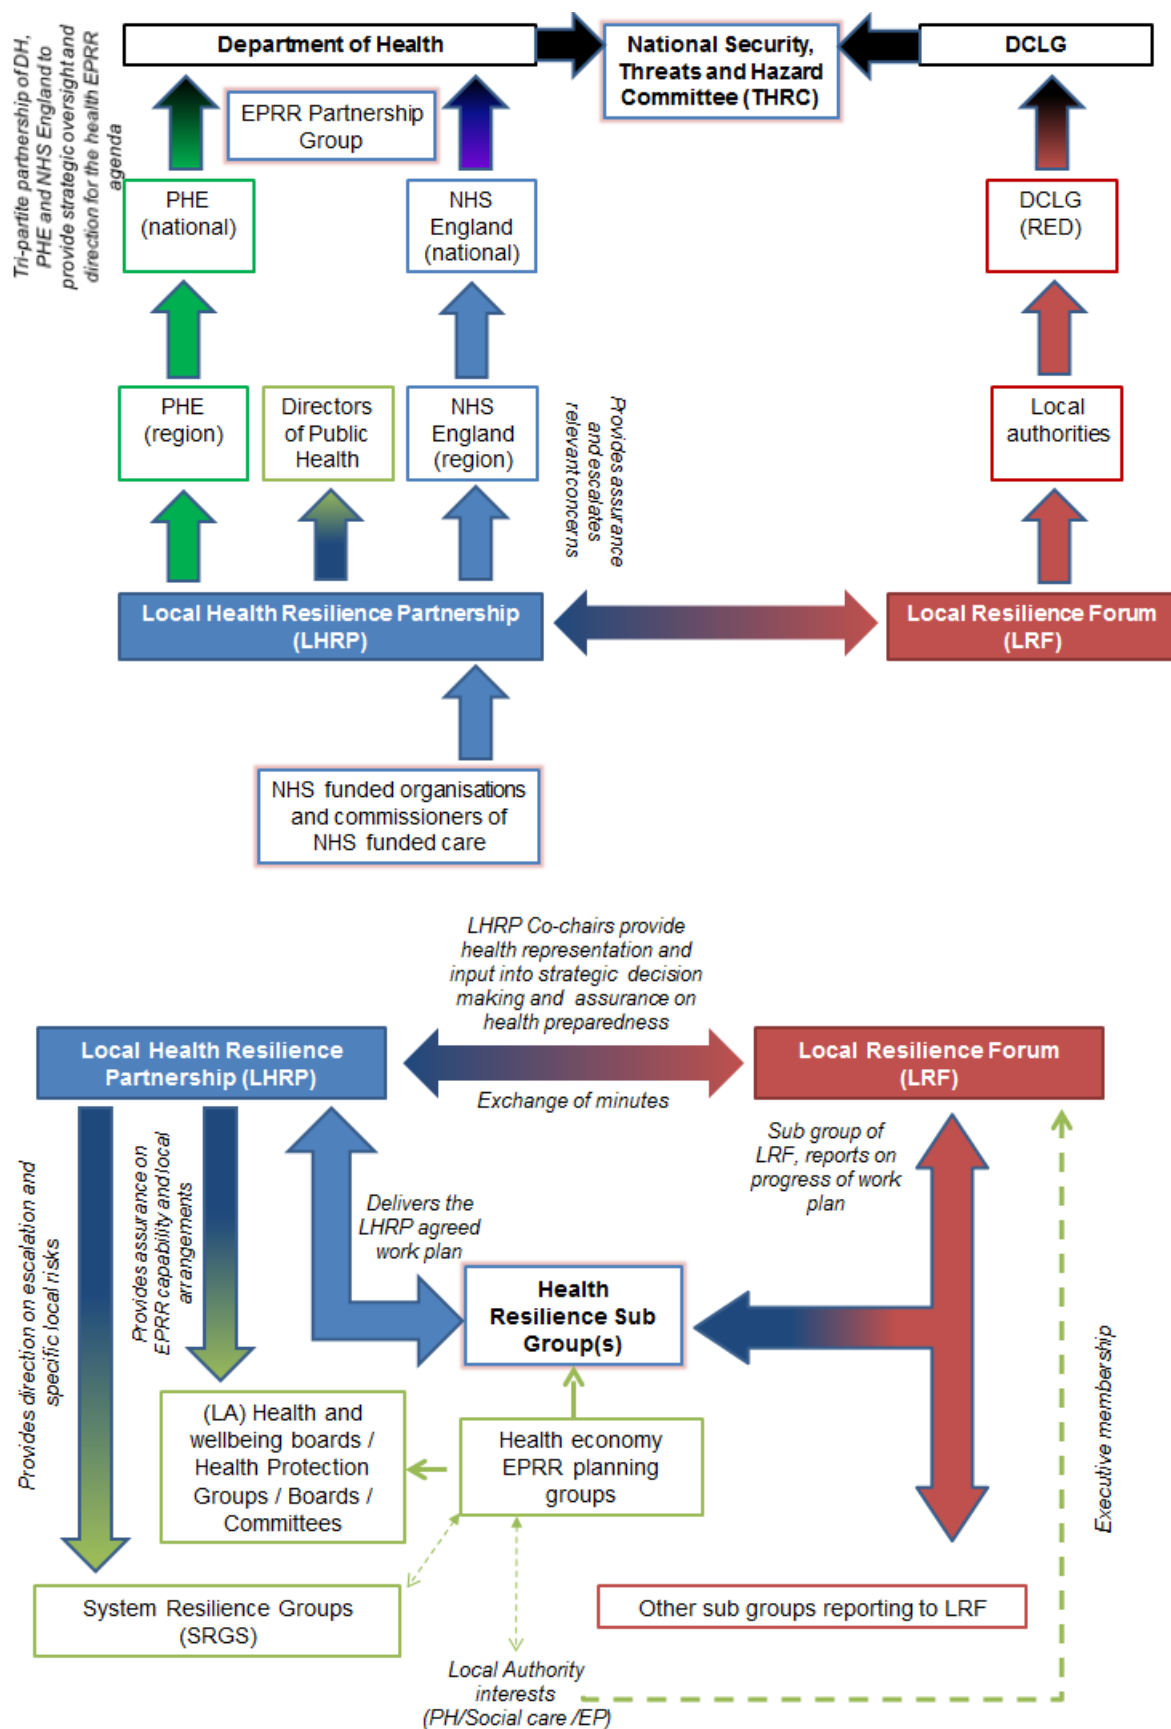 Department of Health
National Security,
Threats and Hazard
Committee (THRC)
DCLG
Tri-partite partnership of DH,
PHE and NHS England to
provide strategic oversight and
direction for the health EPRR
agenda
EPRR Partnership
Group
PHE
(national)
NHS
England
(national)
DCLG
(RED)
PHE
(region)
Directors
of Public
Health
NHS
England
(region)
Provides assurance
and escalates
relevant concerns
Local
authorities
Local Health Resilience Partnership
(LHRP)
Local Resilience Forum
(LRF)
NHS funded organisations
and commissioners of
NHS funded care
LHRP Co-chairs provide
health representation and
input into strategic decision
making and assurance on
health preparedness
Local Health Resilience
Partnership (LHRP)
Local Resilience Forum
(LRF)
Exchange of minutes
Sub group of
LRF, reports on
progress of work
plan
Provides direction on escalation and
specific local risks
Provides assurance on
EPRR capability and local
arrangements
Delivers the
LHRP agreed
work plan
Health
Resilience Sub
Group(s)
Executive membership
(LA) Health and
wellbeing boards /
Health Protection
Groups / Boards /
Committees
Health economy
EPRR planning
groups
System Resilience Groups
(SRGS)
Other sub groups reporting to LRF
Local Authority
interests
(PH/Social care /EP)